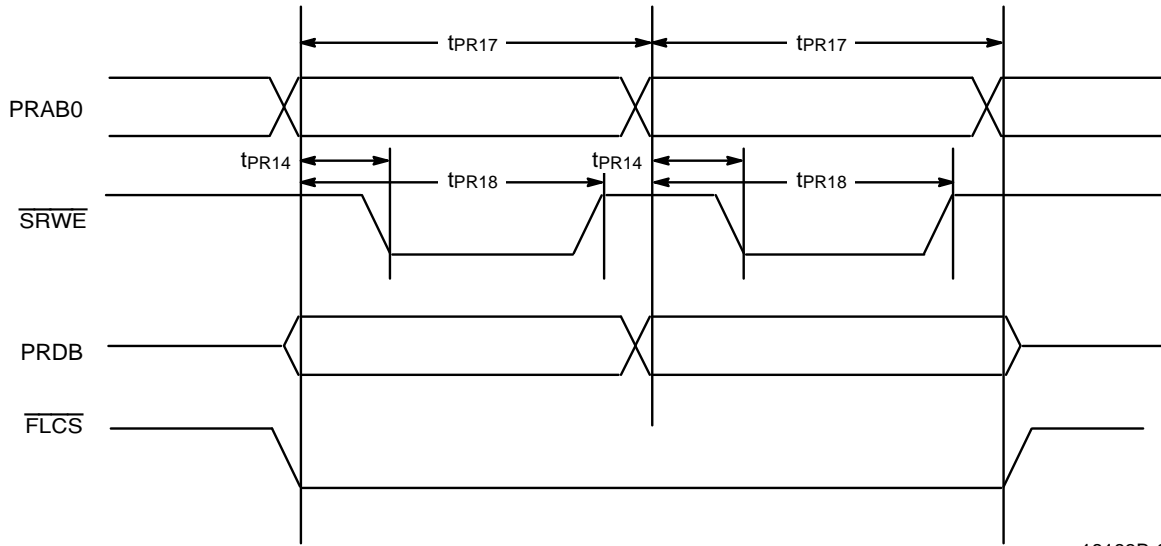 tPR17 tPR17
PRAB0
tPR14 tPR14
tPR18 tPR18
SRWE
PRDB
FLCS